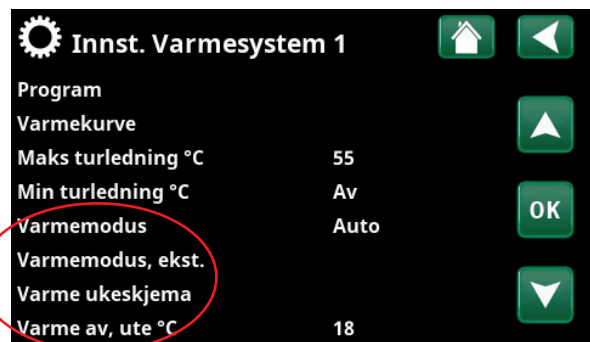 Innst. Varmesystem 1
Program
Varmekurve
Maks turledning °C 55
Min turledning °C Av
Varmemodus Auto
OK
Varmemodus, ekst.
Varme ukeskjema
Varme av, ute °C 18